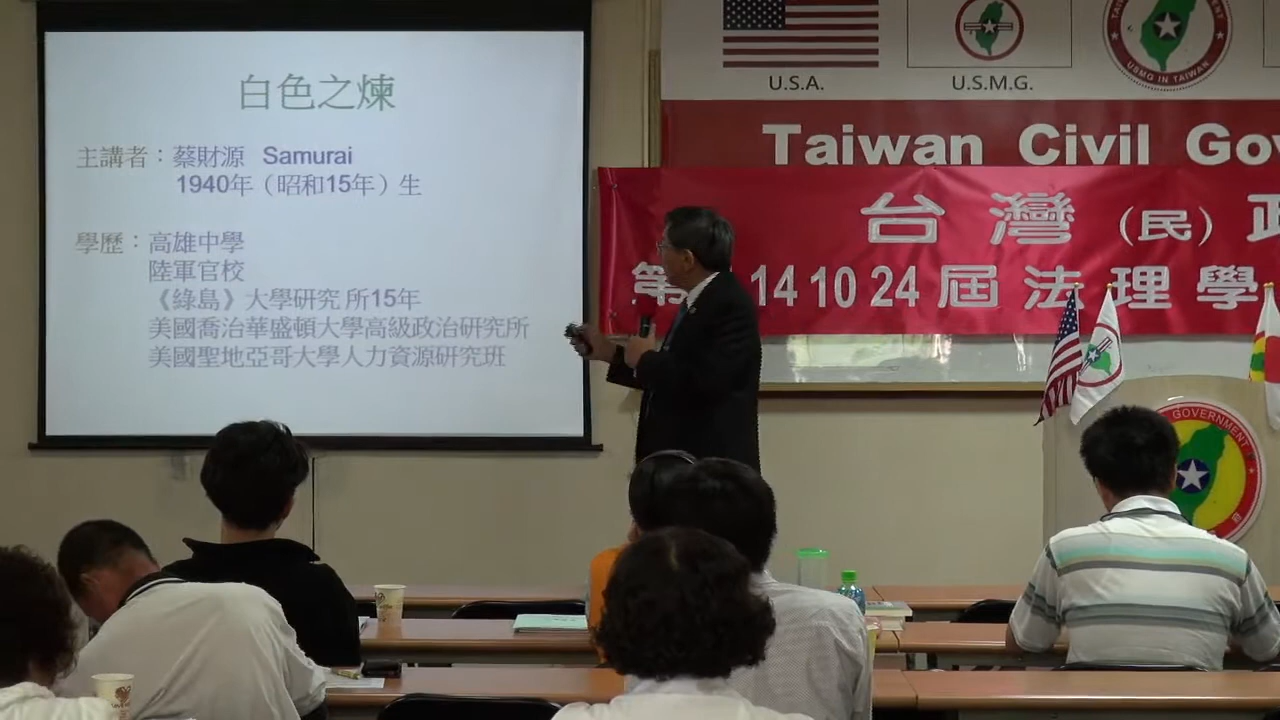 白色之煉
主講者：蔡財源 Samurai
1940年（昭和15年）生
學歷：高雄中學
陸軍官校
《綠島》大學研究所15年
美國喬治華盛頓大學高級政治研究所
美國聖地亞哥大學人力資源研究班
U.S.A.
U.S.M.G.
USMG IN TAIWAN
Taiwan Civil Gov
台灣（民）政
第 14 10 24 屆法理學
GOVERNMENT